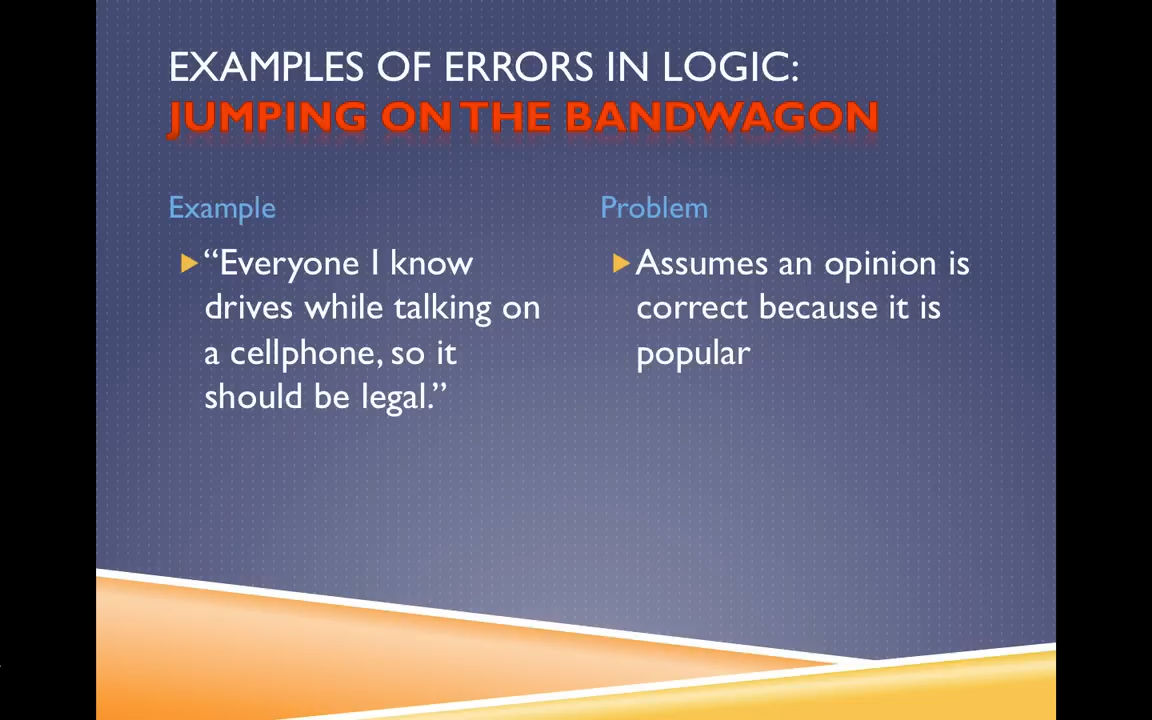 EXAMPLES OF ERRORS IN LOGIC:
JUMPING ON THE BANDWAGON
Example
“Everyone I know
drives while talking on
a cellphone, so it
should be legal.”
Problem
Assumes an opinion is
correct because it is
popular